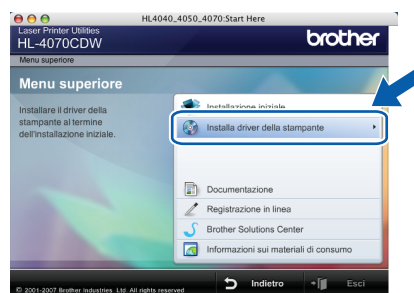 HL4040_4050_4070:Start Here
Laser Printer Utilities
HL-4070CDW
brother
Menu superiore
Menu superiore
Installare il driver della
stampante al termine
dell'installazione iniziale.
Installazione iniziale
Installa driver della stampante
Documentazione
Registrazione in linea
Brother Solutions Center
Informazioni sui materiali di consumo
© 2001-2007 Brother Industries Ltd. All rights reserved
Indietro
Esci